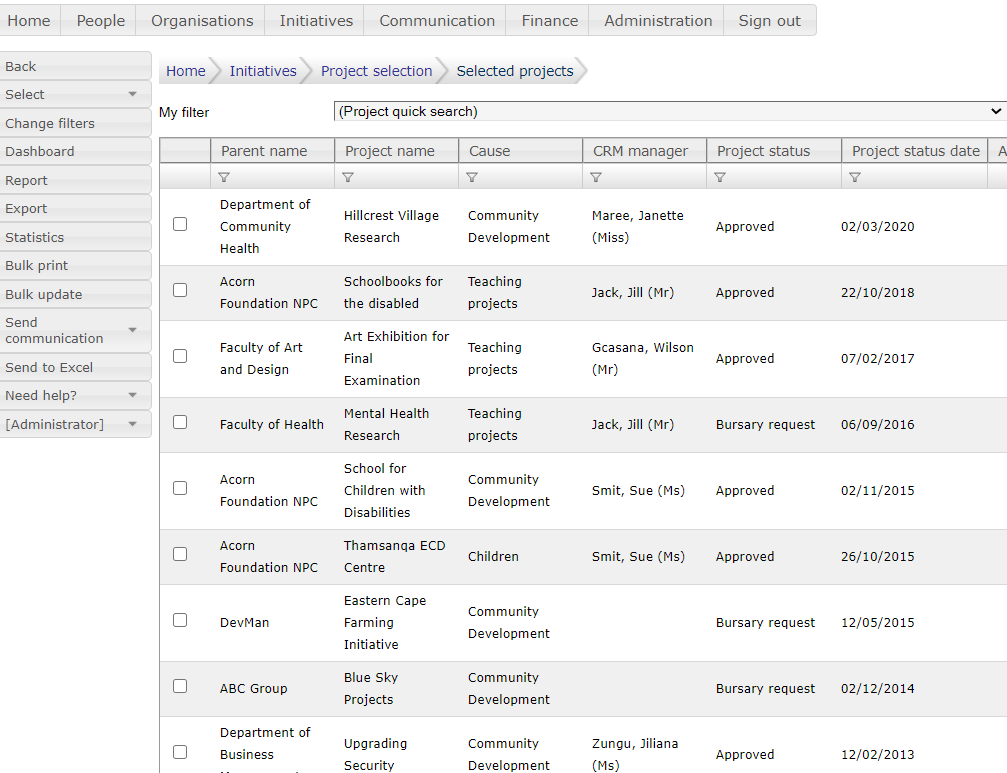 Home People Organisations Initiatives Communication Finance Administration Sign out
Back
Select
Change filters
Dashboard
Report
Export
Statistics
Bulk print
Bulk update
Send
communication
Send to Excel
Need help?
[Administrator]
Home Initiatives Project selection Selected projects
My filter (Project quick search)
Parent name Project name Cause CRM manager Project status Project status date A
Department of
Community
Health
Hillcrest Village
Research
Community
Development
Maree, Janette
(Miss)
Approved
02/03/2020
Acorn
Foundation NPC
Schoolbooks for
the disabled
Teaching
projects
Jack, Jill (Mr)
Approved
22/10/2018
Faculty of Art
and Design
Art Exhibition for
Final
Examination
Teaching
projects
Gcasana, Wilson
(Mr)
Approved
07/02/2017
Faculty of Health
Mental Health
Research
Teaching
projects
Jack, Jill (Mr)
Bursary request
06/09/2016
Acorn
Foundation NPC
School for
Children with
Disabilities
Community
Development
Smit, Sue (Ms)
Approved
02/11/2015
Acorn
Foundation NPC
Thamsanqa ECD
Centre
Children
Smit, Sue (Ms)
Approved
26/10/2015
DevMan
Eastern Cape
Farming
Initiative
Community
Development
Bursary request
12/05/2015
ABC Group
Blue Sky
Projects
Community
Development
Bursary request
02/12/2014
Department of
Business
Upgrading
Security
Community
Development
Zungu, Jiliana
(Ms)
Approved
12/02/2013